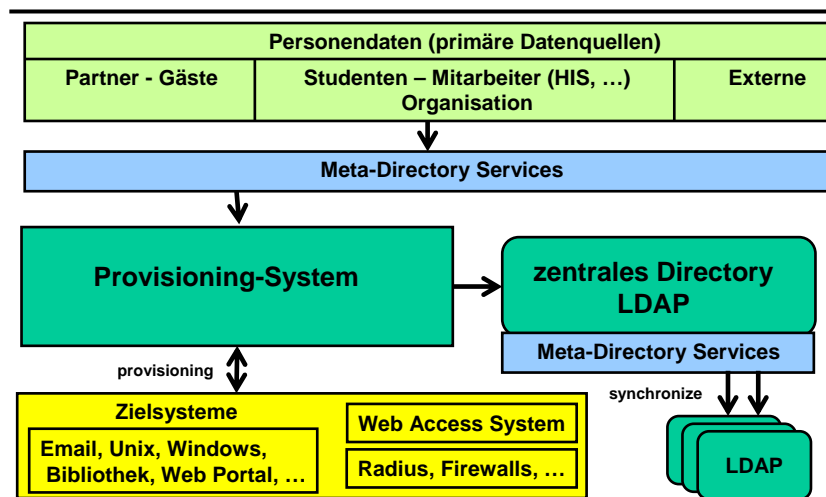 Personendaten (primäre Datenquellen)
Partner - Gäste
Studenten – Mitarbeiter (HIS, …)
Organisation
Externe
Meta-Directory Services
Provisioning-System
zentrales Directory
LDAP
Meta-Directory Services
provisioning
synchronize
Zielsysteme
Email, Unix, Windows,
Bibliothek, Web Portal, …
Web Access System
Radius, Firewalls, …
LDAP